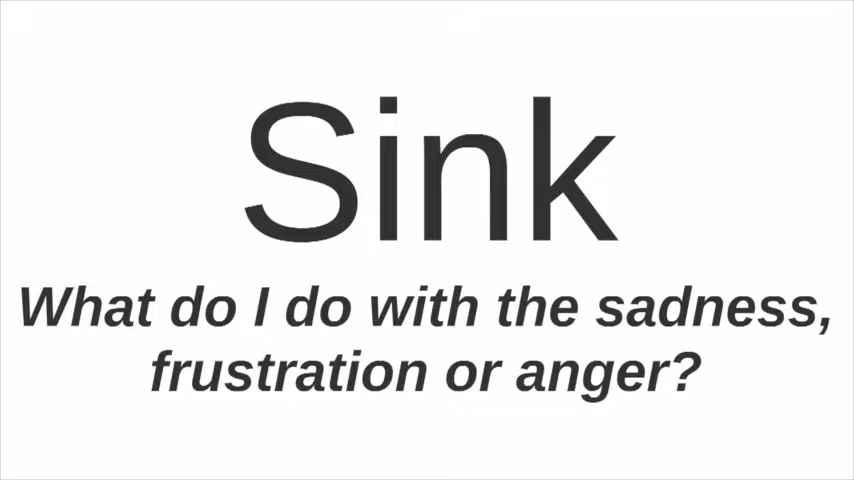 Sink
What do I do with the sadness,
frustration or anger?